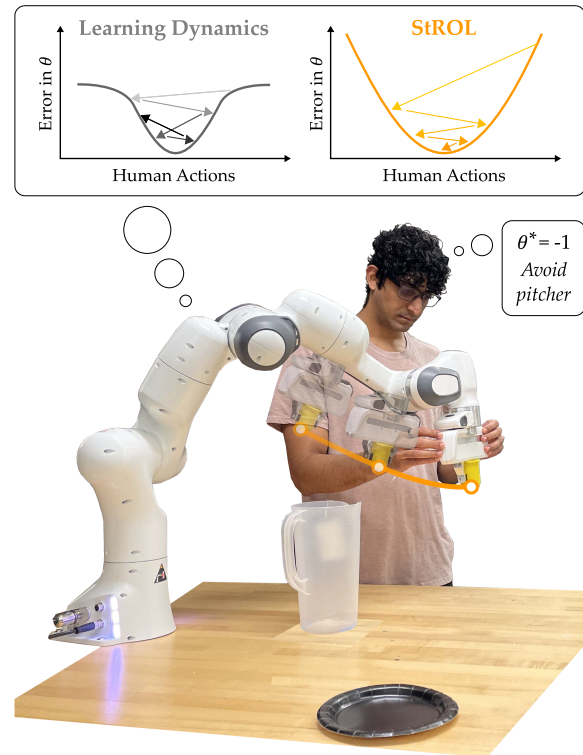 Learning Dynamics
StROL
Error in θ
Human Actions
Error in θ
Human Actions
θ* = -1
Avoid
pitcher